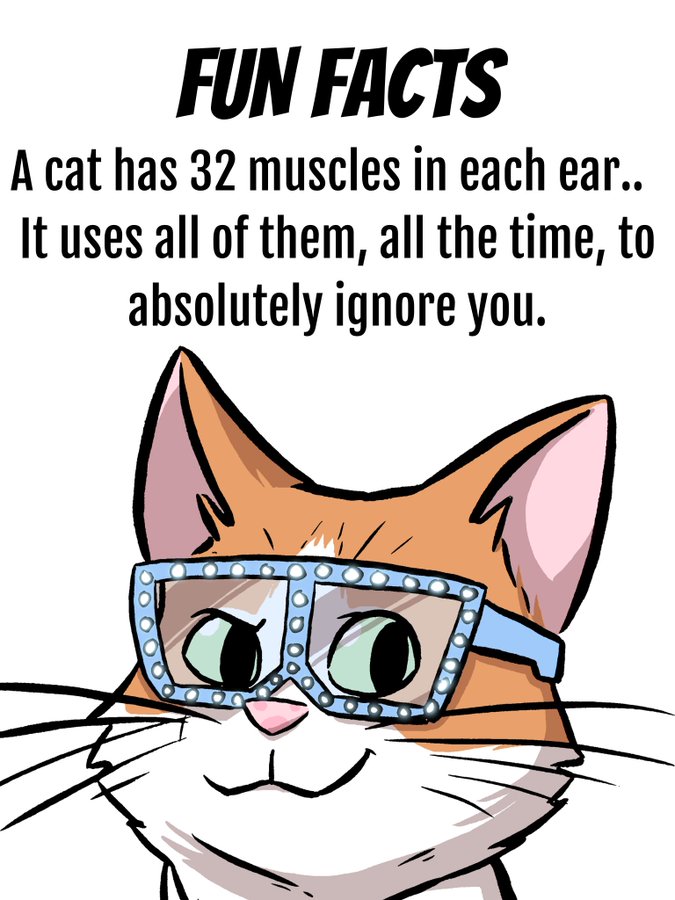 FUN FACTS
A cat has 32 muscles in each ear..
It uses all of them, all the time, to
absolutely ignore you.